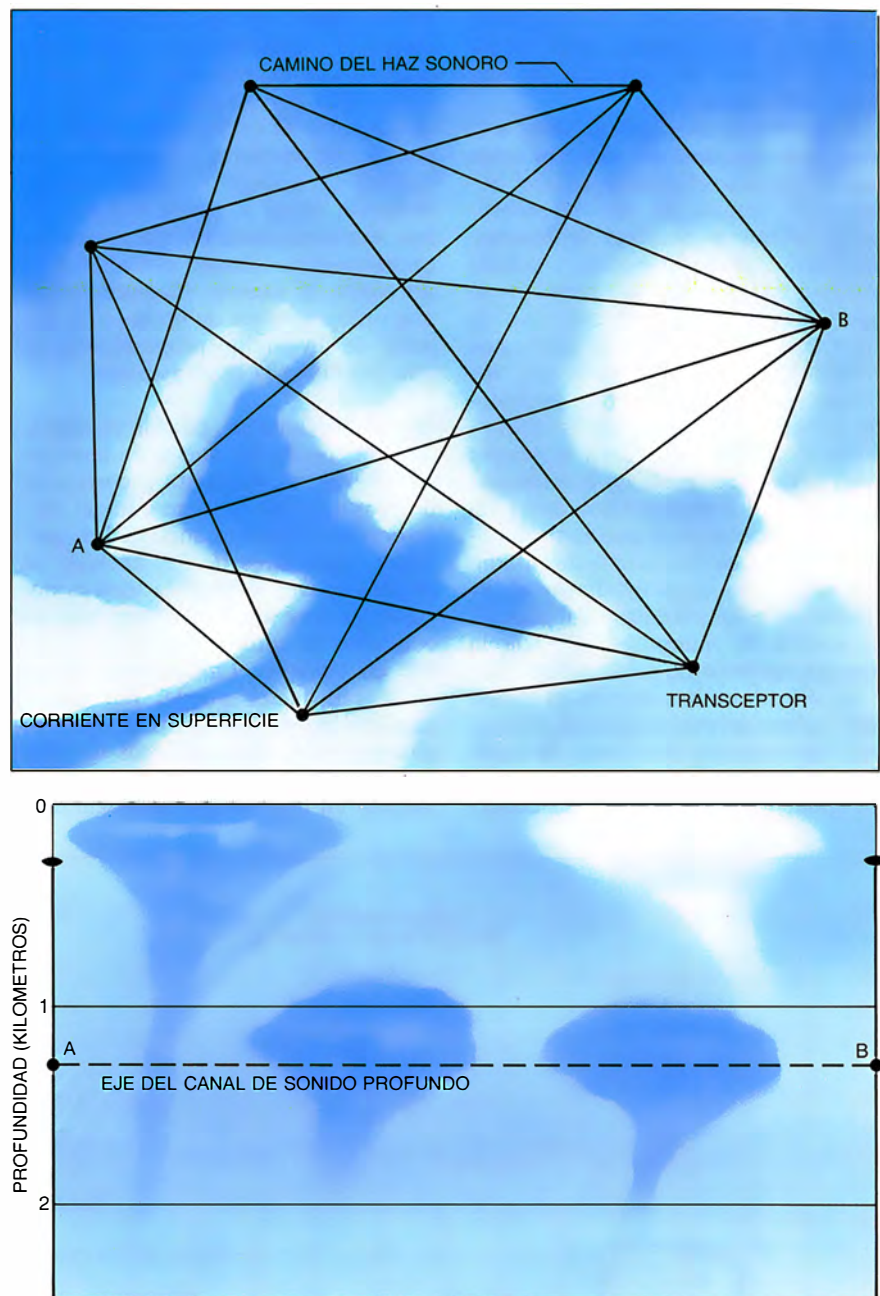 CAMINO DEL HAZ SONORO
B
A
TRANSCEPTOR
CORRIENTE EN SUPERFICIE
0
PROFUNDIDAD (KILOMETROS)
1
A
B
EJE DEL CANAL DE SONIDO PROFUNDO
2